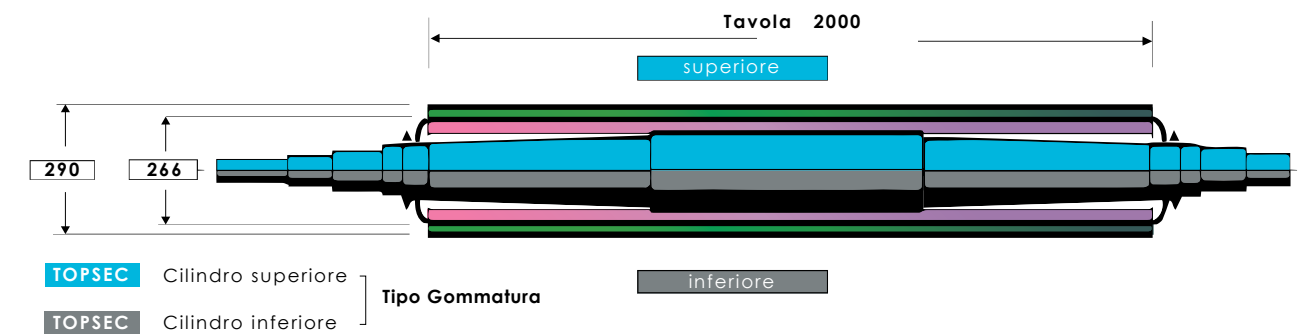 Tavola 2000
superiore
290
266
TOPSEC Cilindro superiore
Tipo Gommatura
inferiore
TOPSEC Cilindro inferiore